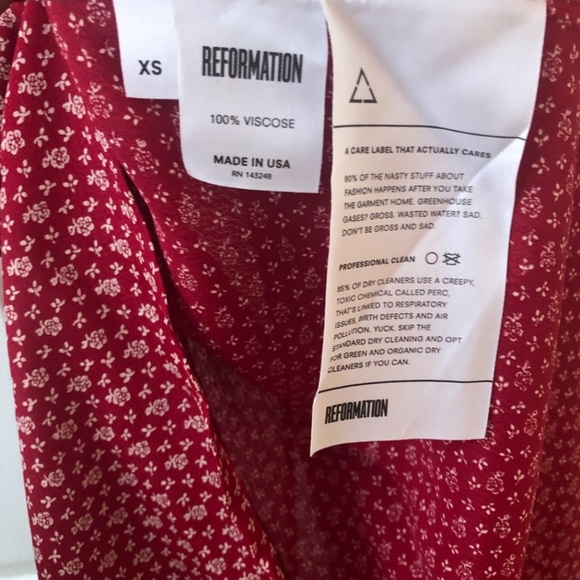 XS
REFORMATION
100% VISCOSE
MADE IN USA
RN 143248
A CARE LABEL THAT ACTUALLY CARES
80% OF THE NASTY STUFF ABOUT
FASHION HAPPENS AFTER YOU TAKE
THE GARMENT HOME. GREENHOUSE
GASES? GROSS. WASTED WATER? SAD.
DON'T BE GROSS AND SAD.
PROFESSIONAL CLEAN
85% OF DRY CLEANERS USE A CREEPY,
TOXIC CHEMICAL CALLED PERC,
THAT'S LINKED TO RESPIRATORY
ISSUES, BIRTH DEFECTS AND AIR
POLLUTION. YUCK. SKIP THE
STANDARD DRY CLEANING AND OPT
FOR GREEN AND ORGANIC DRY
CLEANERS IF YOU CAN.
REFORMATION